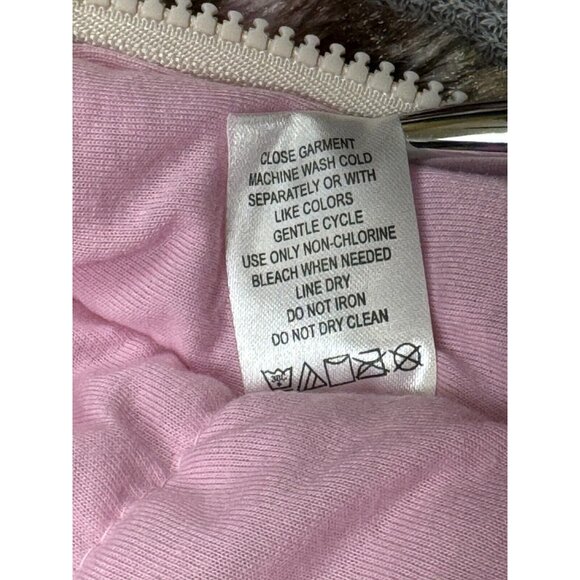 CLOSE GARMENT
MACHINE WASH COLD
SEPARATELY OR WITH
LIKE COLORS
GENTLE CYCLE
USE ONLY NON-CHLORINE
BLEACH WHEN NEEDED
LINE DRY
DO NOT IRON
DO NOT DRY CLEAN